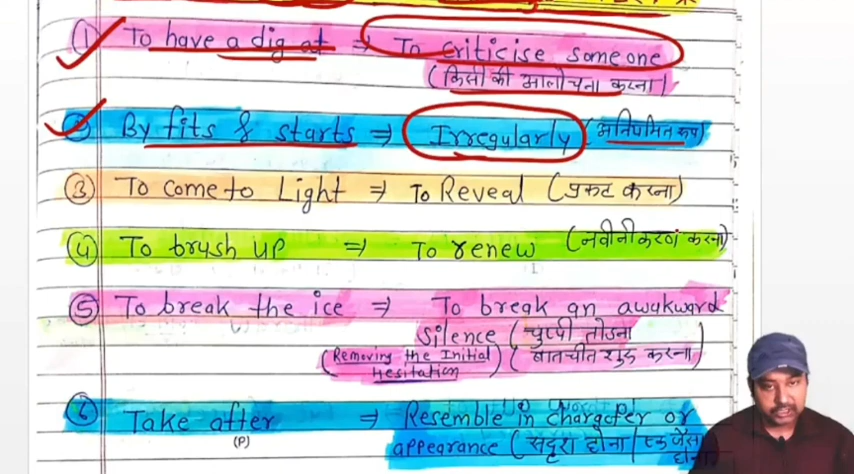 ① To have a dig at ⇒ To criticise someone
(किसी की आलोचना करना)
② By fits & starts ⇒ Irregularly (अनियमित रूप)
③ To come to Light ⇒ To Reveal (प्रकट करना)
④ To brush up ⇒ To renew (नवीनीकरण करना)
⑤ To break the ice ⇒ To break an awakward
Silence (चुप्पी तोडना
(Removing the Initial Hesitation) (बातचीत शुरू करना)
⑥ Take after ⇒ Resemble in character or
(P) appearance (सदृश होना / एक जैसा होना)